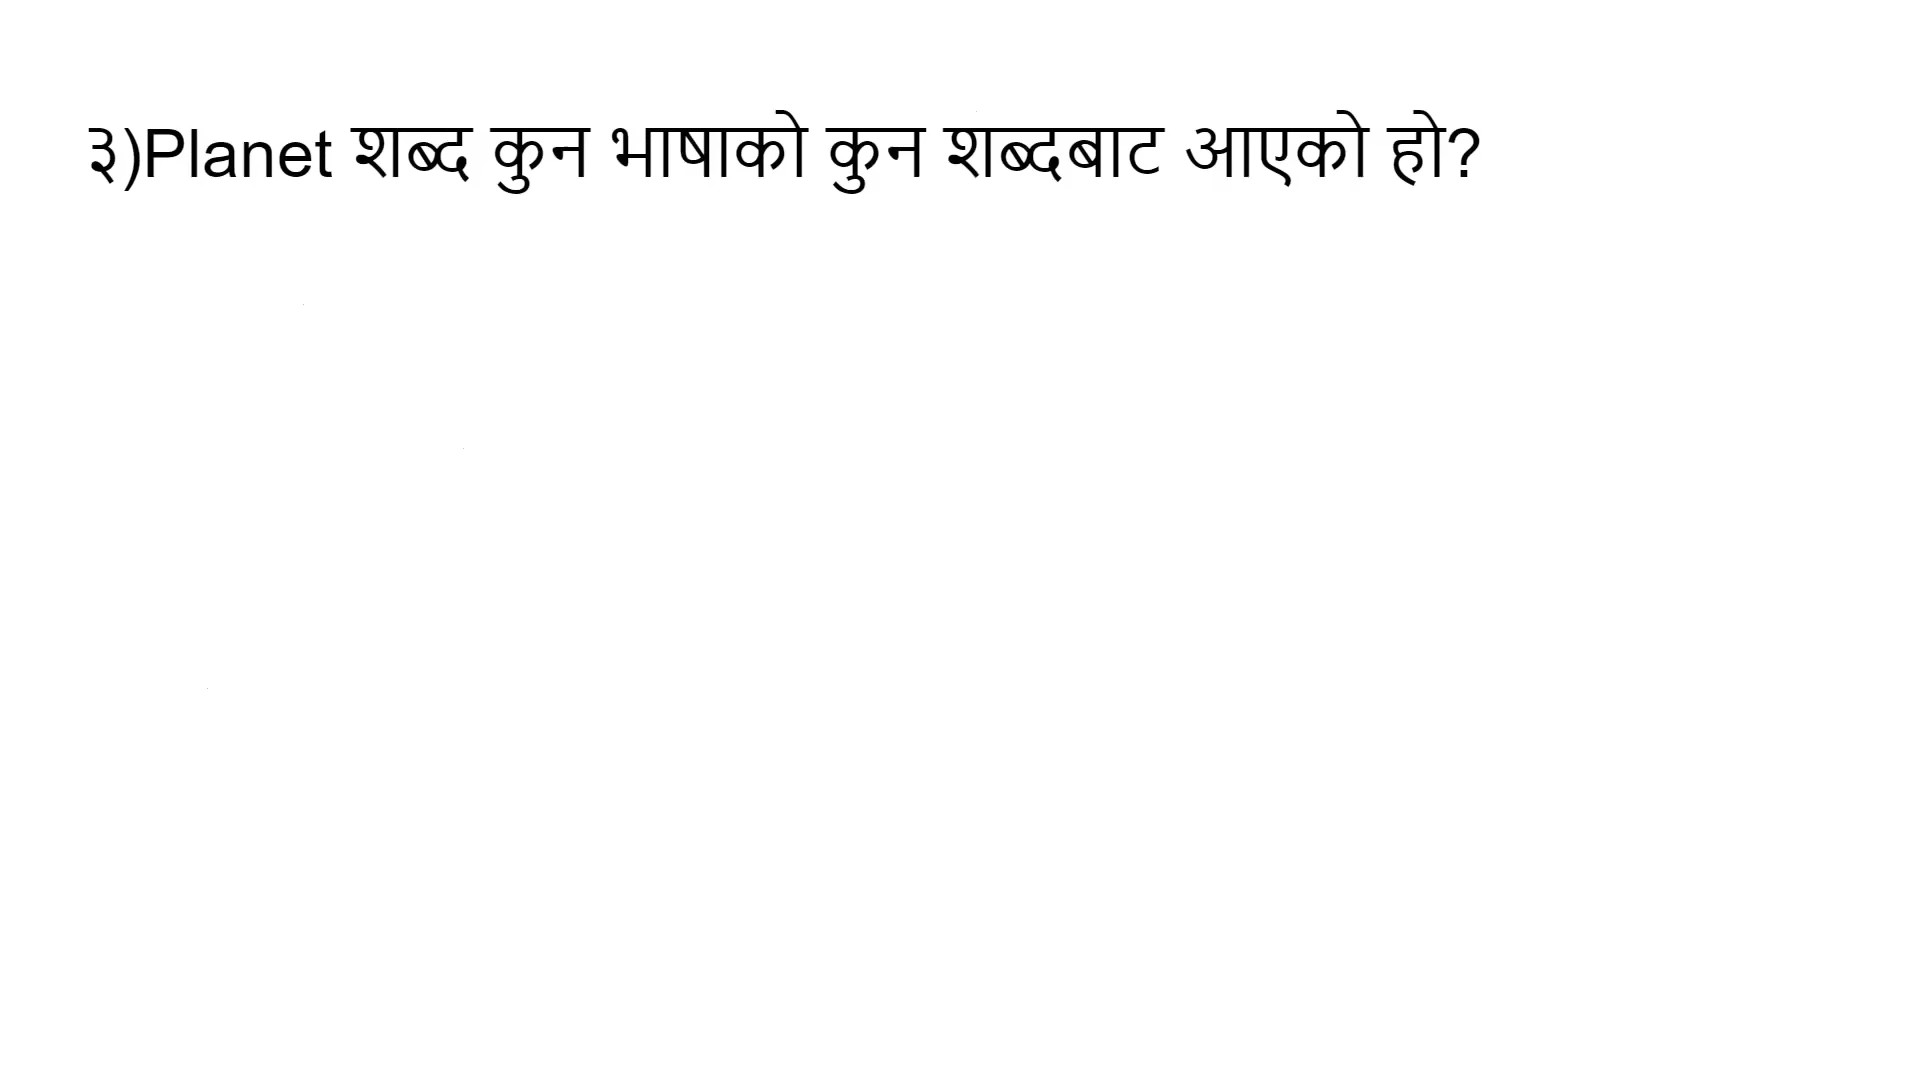 ३)Planet शब्द कुन भाषाको कुन शब्दबाट आएको हो?